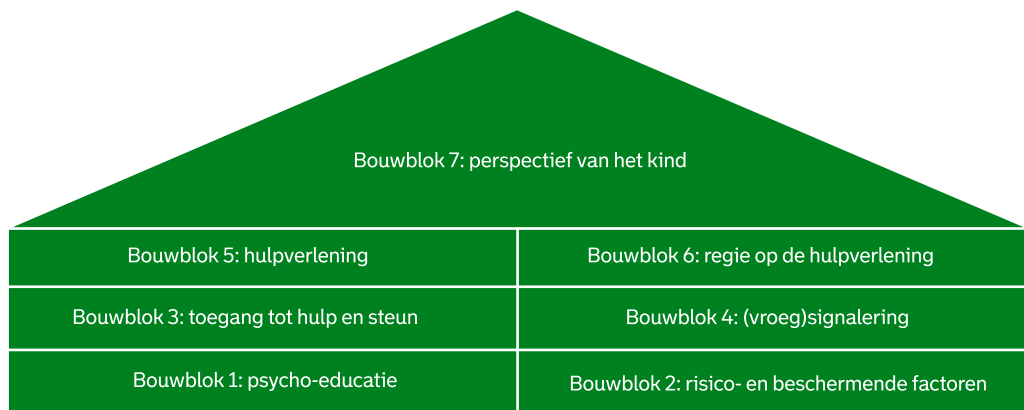 Bouwblok 7: perspectief van het kind
Bouwblok 5: hulpverlening
Bouwblok 6: regie op de hulpverlening
Bouwblok 3: toegang tot hulp en steun
Bouwblok 4: (vroeg)signalering
Bouwblok 1: psycho-educatie
Bouwblok 2: risico- en beschermende factoren